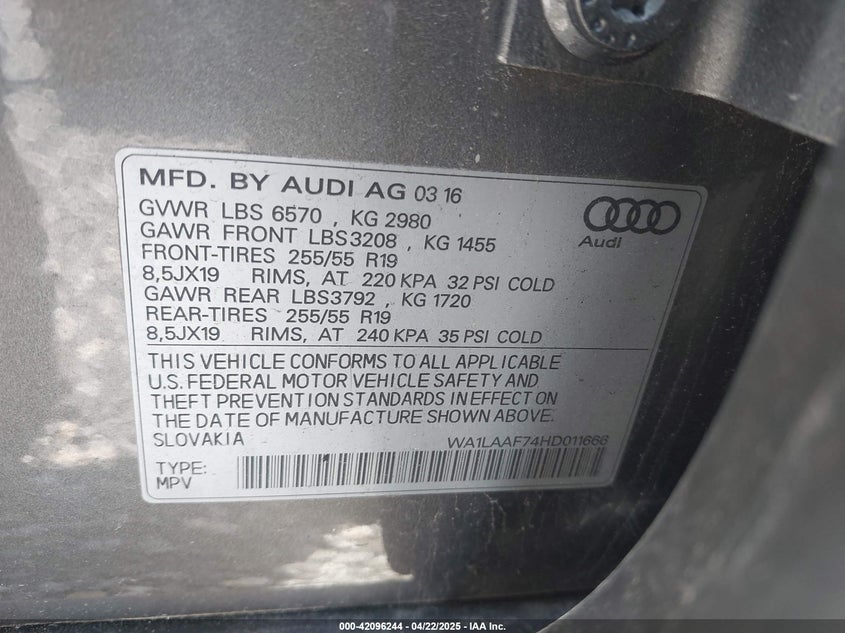 MFD. BY AUDI AG 03 16
GVWR LBS 6570 , KG 2980
GAWR FRONT LBS3208 , KG 1455
FRONT-TIRES 255/55 R19
8,5JX19 RIMS, AT 220 KPA 32 PSI COLD
GAWR REAR LBS3792 , KG 1720
REAR-TIRES 255/55 R19
8,5JX19 RIMS, AT 240 KPA 35 PSI COLD
Audi
THIS VEHICLE CONFORMS TO ALL APPLICABLE
U.S. FEDERAL MOTOR VEHICLE SAFETY AND
THEFT PREVENTION STANDARDS IN EFFECT ON
THE DATE OF MANUFACTURE SHOWN ABOVE.
SLOVAKIA WA1LAAF74HD011666
TYPE:
MPV
000-42096244 - 04/22/2025 - IAA Inc.